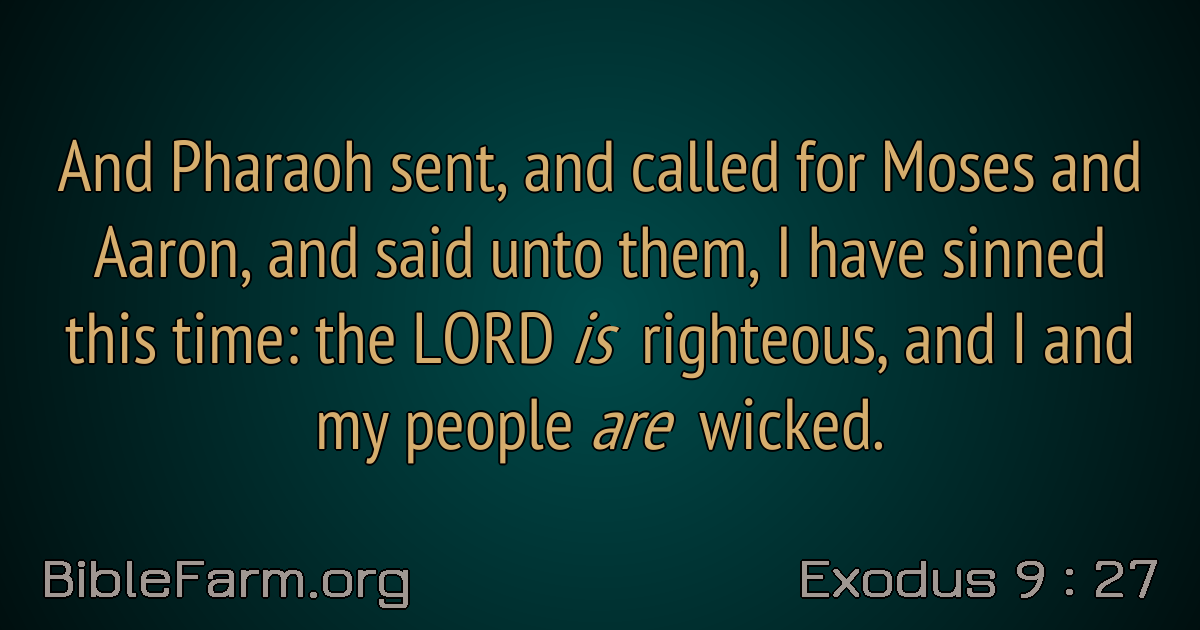 And Pharaoh sent, and called for Moses and
Aaron, and said unto them, I have sinned
this time: the LORD is righteous, and I and
my people are wicked.
BibleFarm.org
Exodus 9 : 27